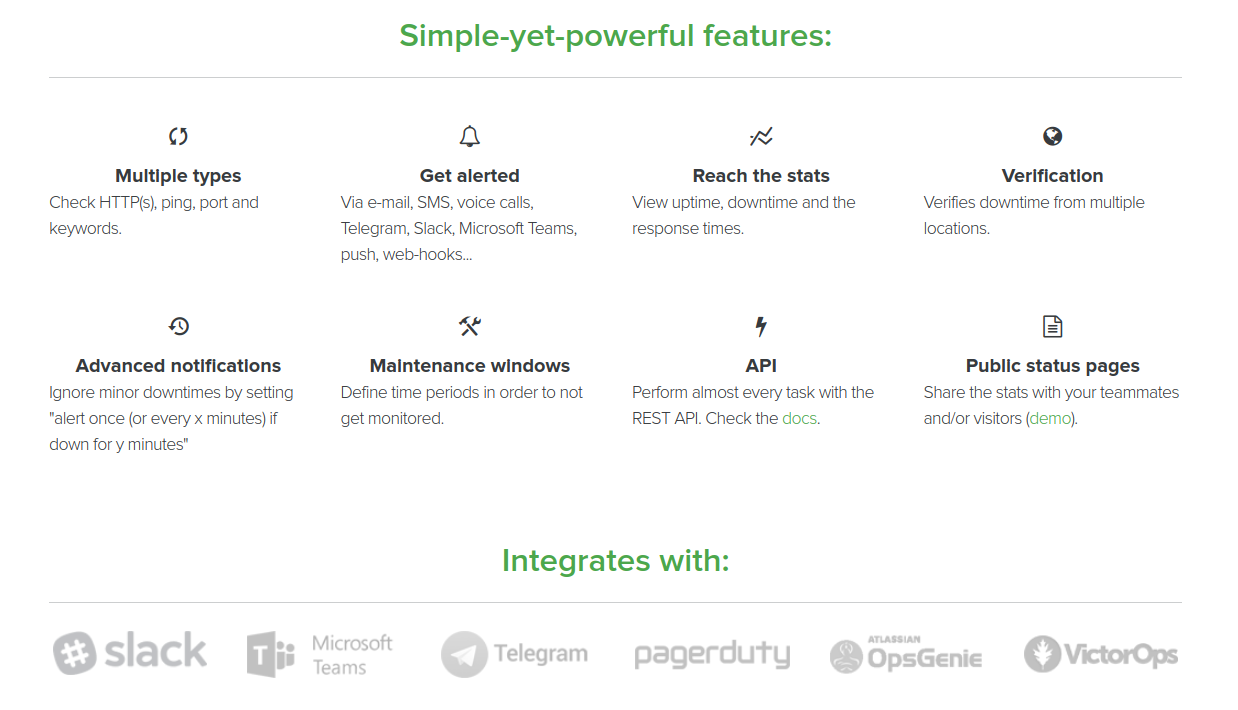 Simple-yet-powerful features:
Multiple types
Check HTTP(s), ping, port and
keywords.
Get alerted
Via e-mail, SMS, voice calls,
Telegram, Slack, Microsoft Teams,
push, web-hooks...
Reach the stats
View uptime, downtime and the
response times.
Verification
Verifies downtime from multiple
locations.
Advanced notifications
Ignore minor downtimes by setting
"alert once (or every x minutes) if
down for y minutes"
Maintenance windows
Define time periods in order to not
get monitored.
API
Perform almost every task with the
REST API. Check the docs.
Public status pages
Share the stats with your teammates
and/or visitors (demo).
Integrates with:
slack
T
Microsoft
Teams
Telegram
pagerduty
ATLASSIAN
OpsGenie
VictorOps